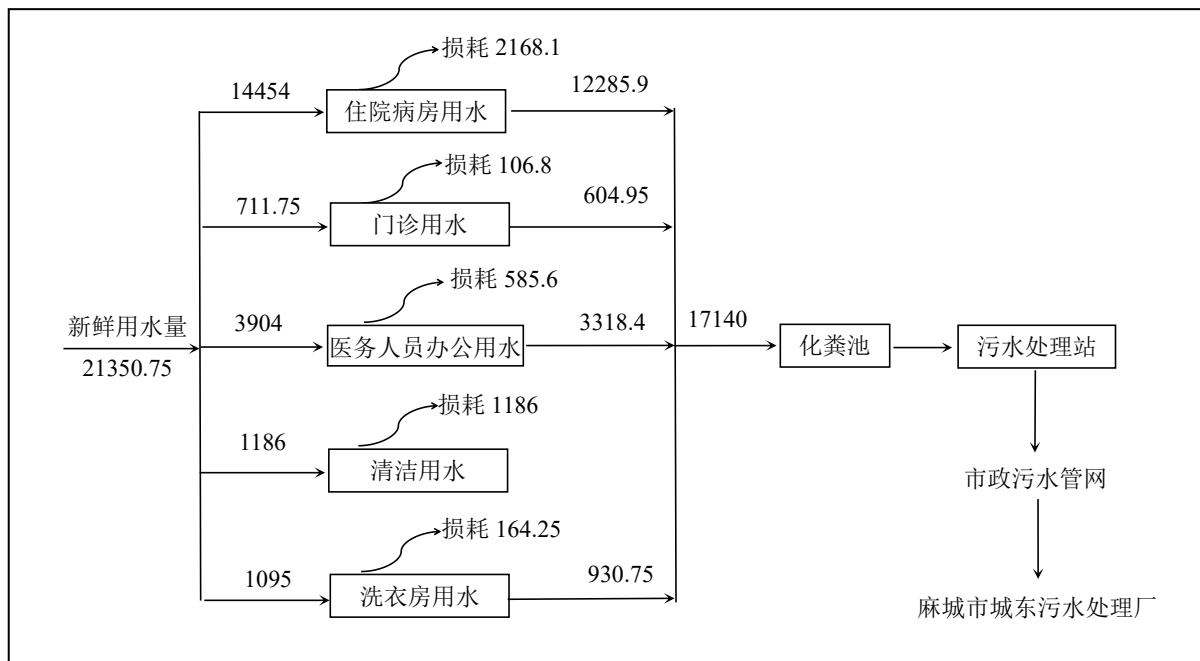 损耗 2168.1
14454
住院病房用水
12285.9
损耗 106.8
711.75
门诊用水
604.95
损耗 585.6
新鲜用水量
21350.75
3904
医务人员办公用水
3318.4
17140
化粪池
污水处理站
损耗 1186
1186
清洁用水
市政污水管网
损耗 164.25
1095
洗衣房用水
930.75
麻城市城东污水处理厂